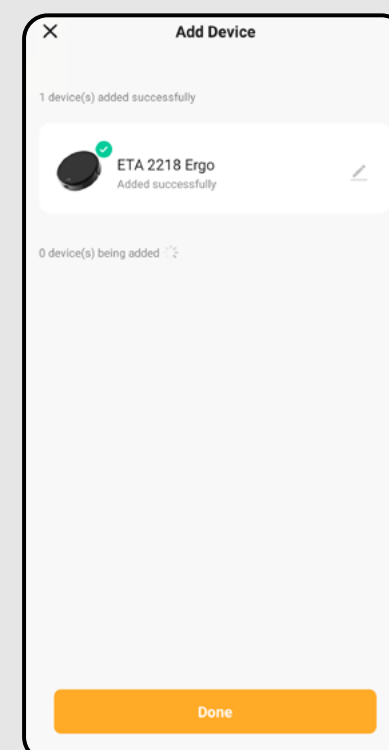 Add Device
1 device(s) added successfully
ETA 2218 Ergo
Added successfully
0 device(s) being added
Done